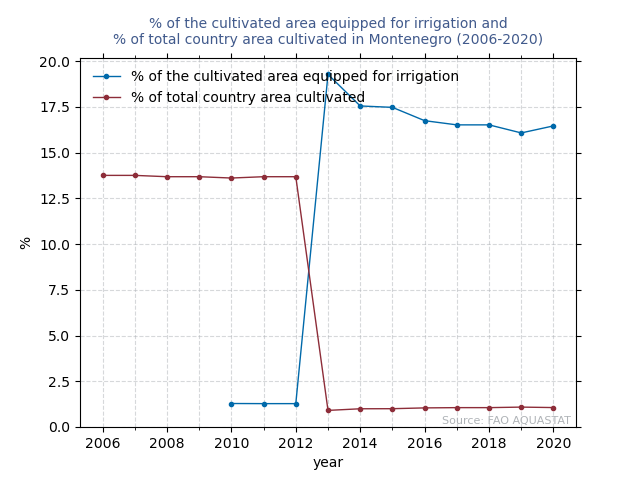 % of the cultivated area equipped for irrigation and
% of total country area cultivated in Montenegro (2006-2020)
% of the cultivated area equipped for irrigation
% of total country area cultivated
20.0
17.5
15.0
12.5
10.0
7.5
5.0
2.5
0.0
%
2006 2008 2010 2012 2014 2016 2018 2020
year
Source: FAO AQUASTAT